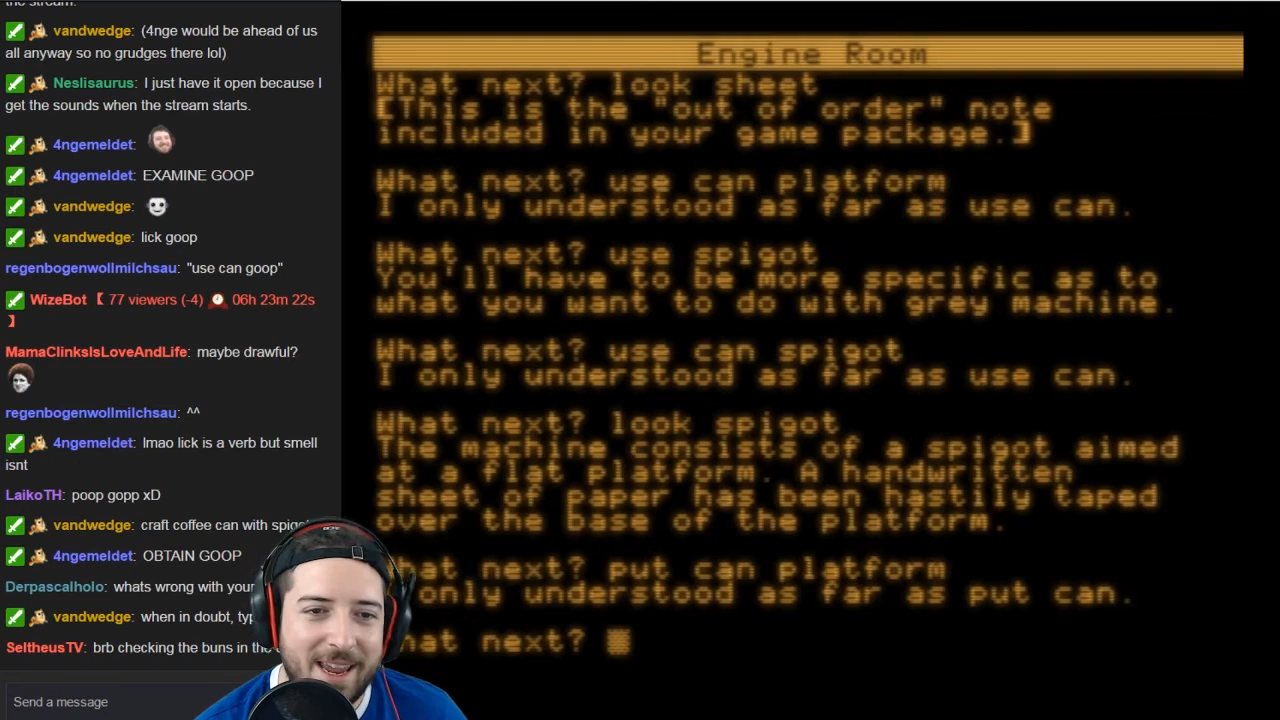 the stream.
vandwedge: (4nge would be ahead of us
all anyway so no grudges there lol)
Neslisaurus: I just have it open because I
get the sounds when the stream starts.
4ngemeldet:
4ngemeldet: EXAMINE GOOP
vandwedge:
vandwedge: lick goop
regenbogenwollmilchsau: "use can goop"
WizeBot【 77 viewers (-4) 06h 23m 22s
】
MamaClinksIsLoveAndLife: maybe drawful?
regenbogenwollmilchsau: ^^
4ngemeldet: lmao lick is a verb but smell
isnt
LaikoTH: poop gopp xD
vandwedge: craft coffee can with
4ngemeldet: OBTAIN GOOP
Derpascalholo: whats wrong with
vandwedge: when in doubt,
SeltheusTV: brb checking the buns in
Send a message
Engine Room
What next? look sheet
[This is the "out of order" note
included in your game package.]
What next? use can platform
I only understood as far as use can.
What next? use spigot
You'll have to be more specific as to
what you want to do with grey machine.
What next? use can spigot
I only understood as far as use can.
What next? look spigot
The machine consists of a spigot aimed
at a flat platform. A handwritten
sheet of paper has been hastily taped
over the base of the platform.
What next? put can platform
only understood as far as put can.
What next?